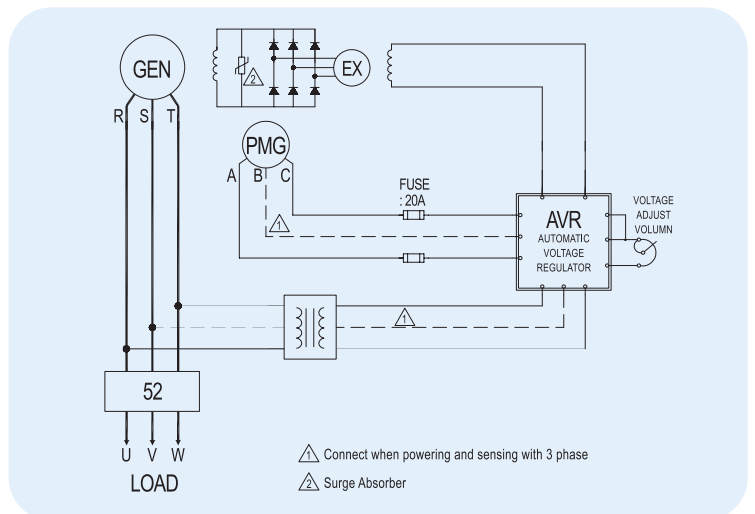 GEN
2
EX
R S T
PMG
A B C
FUSE
: 20A
1
AVR
AUTOMATIC
VOLTAGE
REGULATOR
VOLTAGE
ADJUST
VOLUMN
1
52
U V W
LOAD
1 Connect when powering and sensing with 3 phase
2 Surge Absorber